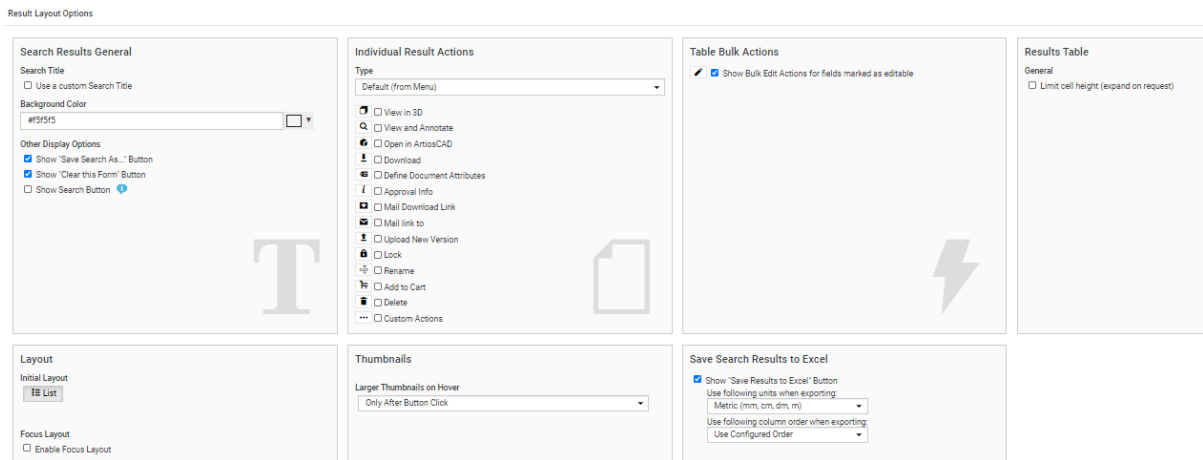 Result Layout Options
Search Results General
Search Title
Use a custom Search Title
Background Color
#f5f5f5
Other Display Options
Show "Save Search As..." Button
Show "Clear this Form" Button
Show Search Button
Individual Result Actions
Type
Default (from Menu)
View in 3D
View and Annotate
Open in ArtiosCAD
Download
Define Document Attributes
Approval Info
Mail Download Link
Mail link to
Upload New Version
Lock
Rename
Add to Cart
Delete
Custom Actions
Table Bulk Actions
Show Bulk Edit Actions for fields marked as editable
Results Table
General
Limit cell height (expand on request)
Layout
Initial Layout
List
Focus Layout
Enable Focus Layout
Thumbnails
Larger Thumbnails on Hover
Only After Button Click
Save Search Results to Excel
Show "Save Results to Excel" Button
Use following units when exporting:
Metric (mm, cm, dm, m)
Use following column order when exporting:
Use Configured Order